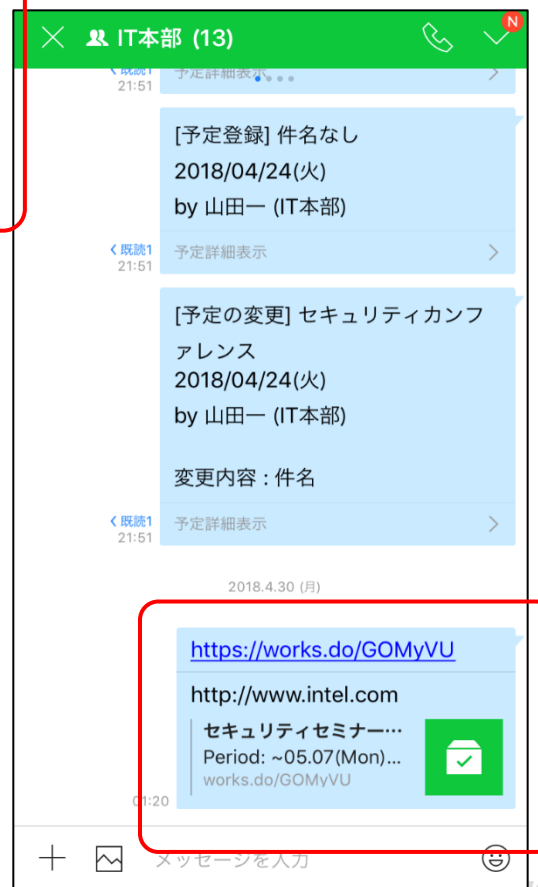 IT本部 (13)
N
く既読1
21:51
予定詳細表示
[予定登録] 件名なし
2018/04/24(火)
by 山田一 (IT本部)
く既読1
21:51
予定詳細表示
[予定の変更] セキュリティカンフ
ァレンス
2018/04/24(火)
by 山田一 (IT本部)
変更内容 : 件名
く既読1
21:51
予定詳細表示
2018.4.30 (月)
https://works.do/GOMyVU
http://www.intel.com
セキュリティセミナー…
Period: ~05.07(Mon)...
works.do/GOMyVU
01:20
メッセージを入力